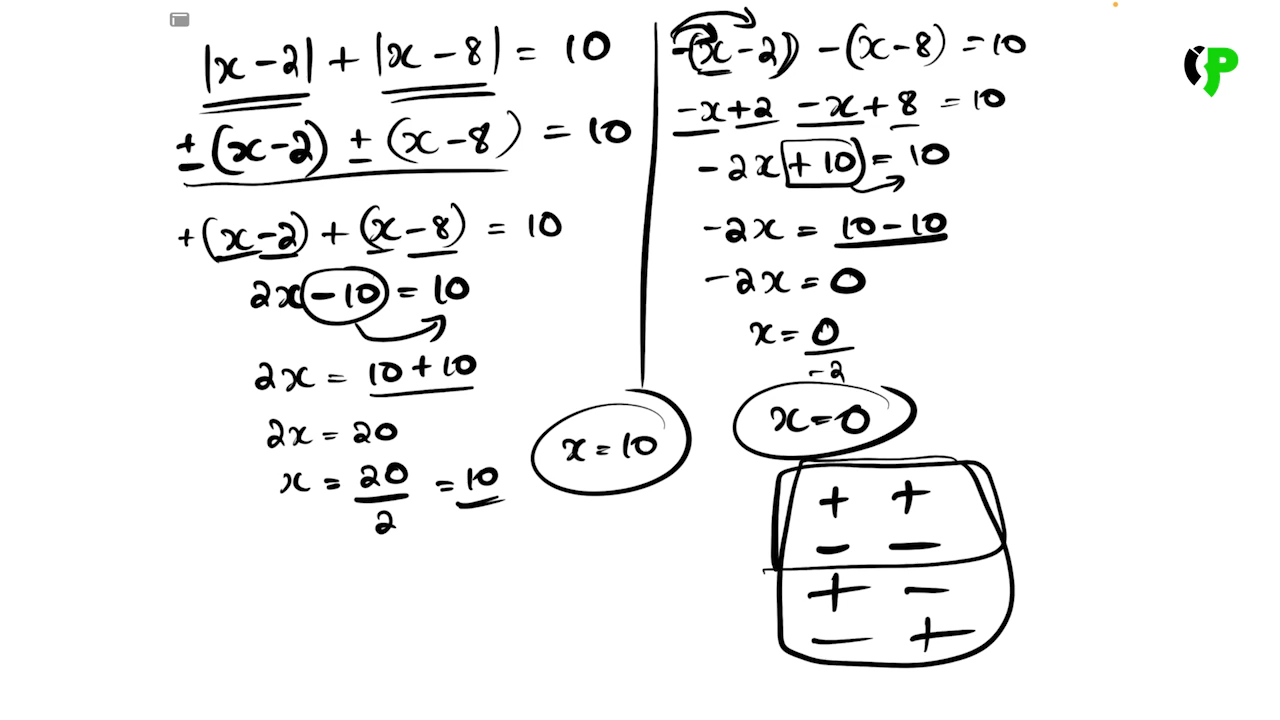 |x-2| + |x-8| = 10
±(x-2) ± (x-8) = 10
+(x-2) + (x-8) = 10
2x - 10 = 10
2x = 10 + 10
2x = 20
x = 20/2 = 10
x = 10
-(x-2) -(x-8) = 10
-x+2 -x+8 = 10
-2x + 10 = 10
-2x = 10 - 10
-2x = 0
x = 0/-2
x = 0
+ +
- -
+ -
- +
P